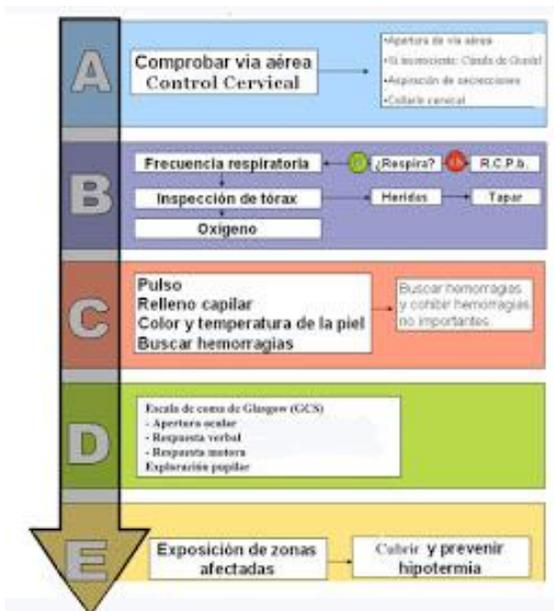 A
Comprobar vía aérea
Control Cervical
•Apertura de vía aérea
•Si inconsciente: Cánula de Guedel
•Aspiración de secrecciones
•Collarín cervical
B
Frecuencia respiratoria
¿Respira?
R.C.P.b.
Inspección de tórax
Heridas
Tapar
Oxígeno
C
Pulso
Relleno capilar
Color y temperatura de la piel
Buscar hemorragias
Buscar hemorragias
y cohibir hemorragias
no importantes.
D
Escala de coma de Glasgow (GCS)
- Apertura ocular
- Respuesta verbal
- Respuesta motora
Exploración pupilar
E
Exposición de zonas
afectadas
Cubrir y prevenir
hipotermia